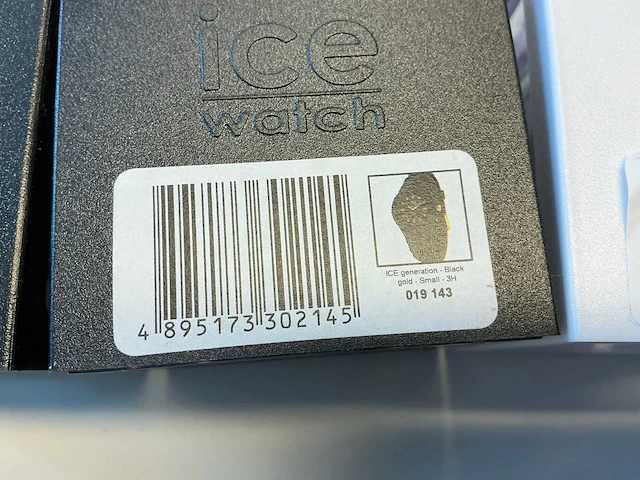 ice
watch
ICE generation - Black
gold - Small - 3H
019 143
4 895173 302145